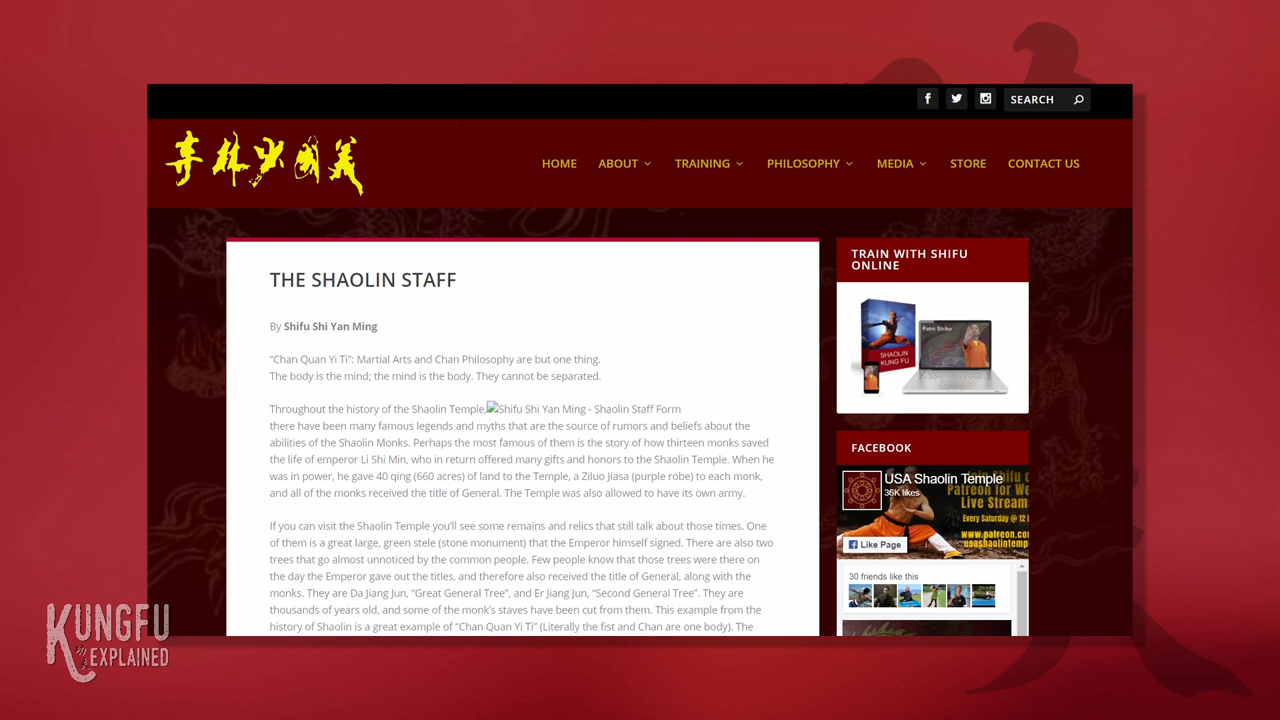 SEARCH
HOME ABOUT TRAINING PHILOSOPHY MEDIA STORE CONTACT US
THE SHAOLIN STAFF
By Shifu Shi Yan Ming
“Chan Quan Yi Ti”: Martial Arts and Chan Philosophy are but one thing.
The body is the mind; the mind is the body. They cannot be separated.
Throughout the history of the Shaolin Temple, Shifu Shi Yan Ming - Shaolin Staff Form
there have been many famous legends and myths that are the source of rumors and beliefs about the
abilities of the Shaolin Monks. Perhaps the most famous of them is the story of how thirteen monks saved
the life of emperor Li Shi Min, who in return offered many gifts and honors to the Shaolin Temple. When he
was in power, he gave 40 qing (660 acres) of land to the Temple, a Ziluo Jiasa (purple robe) to each monk,
and all of the monks received the title of General. The Temple was also allowed to have its own army.
If you can visit the Shaolin Temple you’ll see some remains and relics that still talk about those times. One
of them is a great large, green stele (stone monument) that the Emperor himself signed. There are also two
trees that go almost unnoticed by the common people. Few people know that those trees were there on
the day the Emperor gave out the titles, and therefore also received the title of General, along with the
monks. They are Da Jiang Jun, “Great General Tree”, and Er Jiang Jun, “Second General Tree”. They are
thousands of years old, and some of the monk’s staves have been cut from them. This example from the
history of Shaolin is a great example of “Chan Quan Yi Ti” (Literally the fist and Chan are one body). The
TRAIN WITH SHIFU
ONLINE
Palm Strike
SHAOLIN
KUNG FU
FACEBOOK
USA Shaolin Temple
36K likes
Join Shifu
Patreon for We
Live Streams
Every Saturday @ 12
www.patreon.com
usashaolintemp
Like Page
30 friends like this
KUNGFU
EXPLAINED